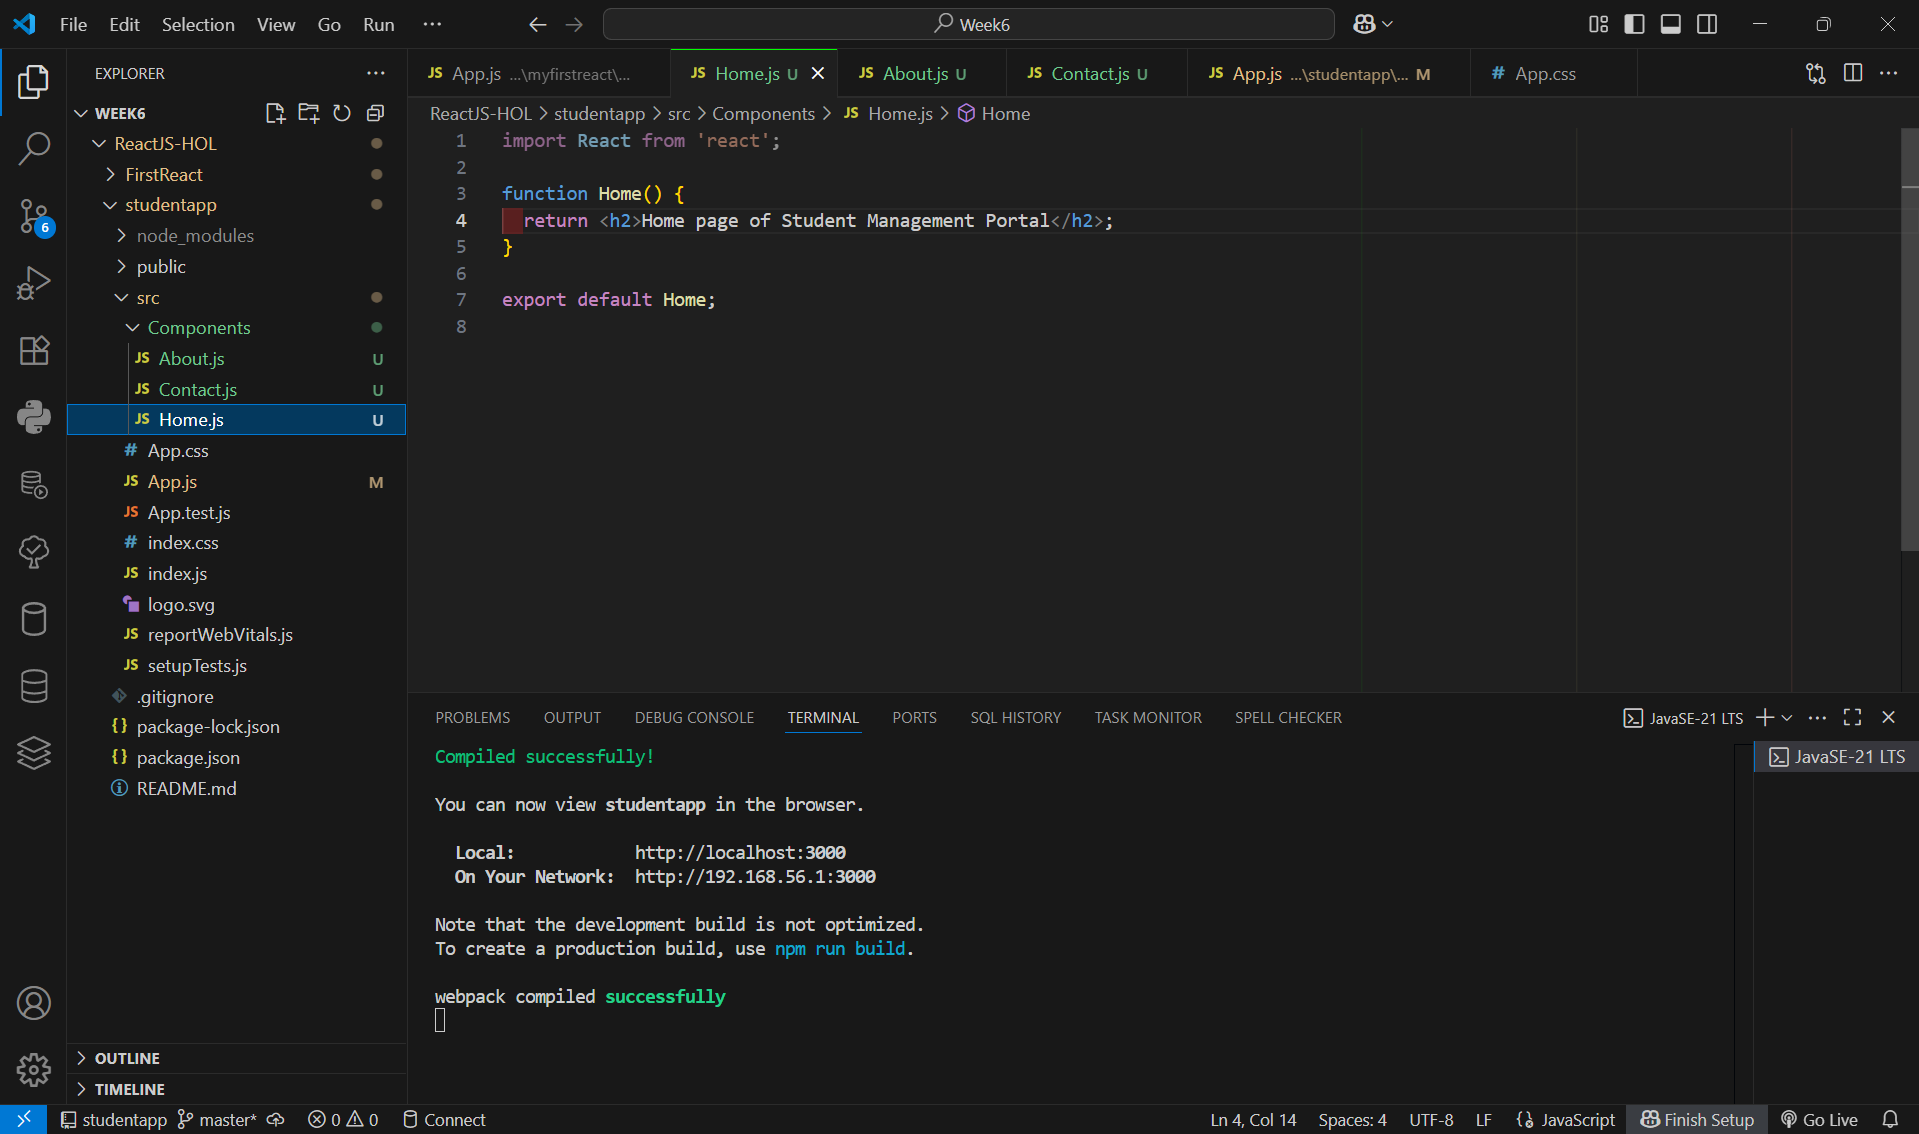 File Edit Selection View Go Run ···
Week6
EXPLORER
WEEK6
ReactJS-HOL
FirstReact
studentapp
node_modules
public
src
Components
JS About.js U
JS Contact.js U
JS Home.js U
# App.css
JS App.js M
JS App.test.js
# index.css
JS index.js
logo.svg
JS reportWebVitals.js
JS setupTests.js
.gitignore
{} package-lock.json
{} package.json
README.md
OUTLINE
TIMELINE
6
JS App.js ...\myfirstreact\...
JS Home.js U
JS About.js U
JS Contact.js U
JS App.js ...\studentapp\... M
# App.css
ReactJS-HOL > studentapp > src > Components > JS Home.js > Home
1 import React from 'react';
2
3 function Home() {
4 return <h2>Home page of Student Management Portal</h2>;
5 }
6
7 export default Home;
8
PROBLEMS OUTPUT DEBUG CONSOLE TERMINAL PORTS SQL HISTORY TASK MONITOR SPELL CHECKER
JavaSE-21 LTS
JavaSE-21 LTS
Compiled successfully!
You can now view studentapp in the browser.
Local: http://localhost:3000
On Your Network: http://192.168.56.1:3000
Note that the development build is not optimized.
To create a production build, use npm run build.
webpack compiled successfully
studentapp master* 0 0 Connect
Ln 4, Col 14 Spaces: 4 UTF-8 LF JavaScript Finish Setup Go Live